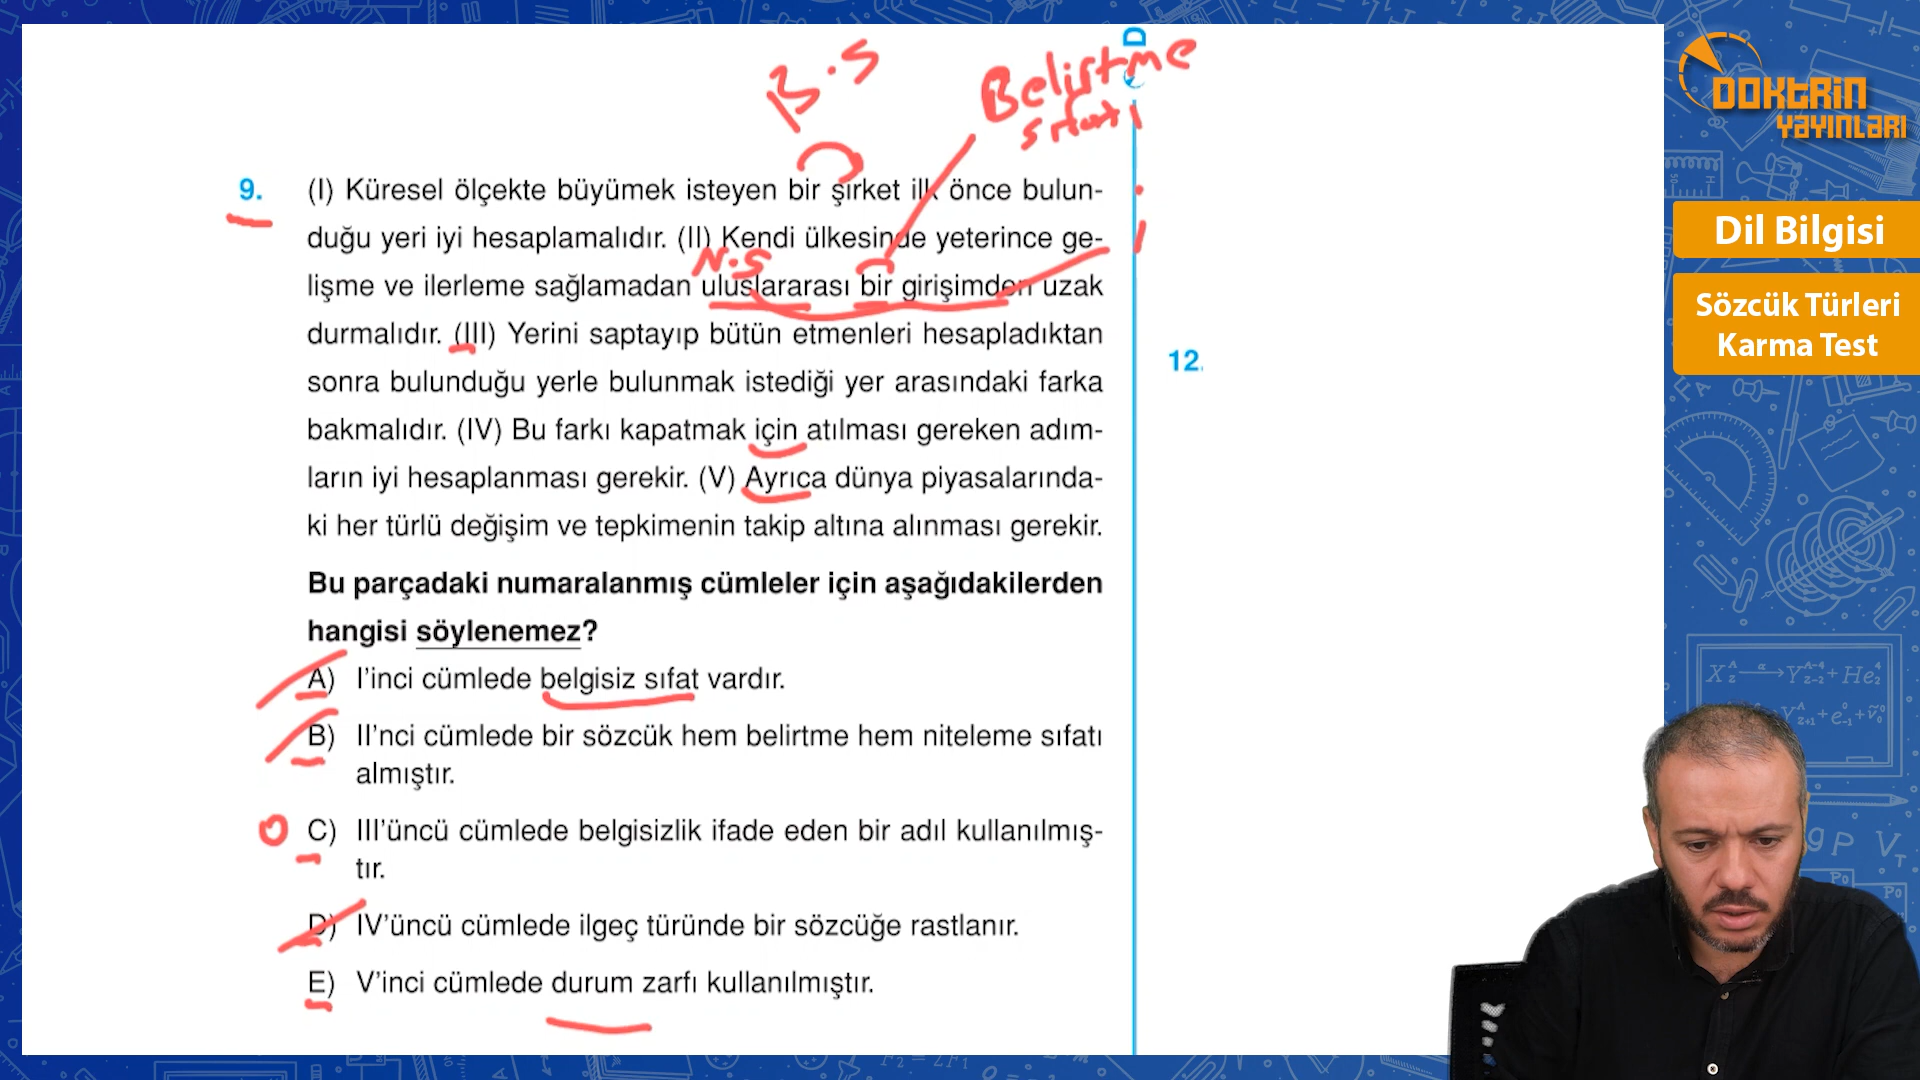 B.S
Belirtme
sıfatı
D
DOKTRİN
YAYINLARI
9. (I) Küresel ölçekte büyümek isteyen bir şirket ilk önce bulun-
duğu yeri iyi hesaplamalıdır. (II) Kendi ülkesinde yeterince ge-
N.S
lişme ve ilerleme sağlamadan uluslararası bir girişimden uzak
durmalıdır. (III) Yerini saptayıp bütün etmenleri hesapladıktan
sonra bulunduğu yerle bulunmak istediği yer arasındaki farka
bakmalıdır. (IV) Bu farkı kapatmak için atılması gereken adım-
ların iyi hesaplanması gerekir. (V) Ayrıca dünya piyasalarında-
ki her türlü değişim ve tepkimenin takip altına alınması gerekir.
Bu parçadaki numaralanmış cümleler için aşağıdakilerden
hangisi söylenemez?
A) I'inci cümlede belgisiz sıfat vardır.
B) II'nci cümlede bir sözcük hem belirtme hem niteleme sıfatı
almıştır.
C) III'üncü cümlede belgisizlik ifade eden bir adıl kullanılmış-
tır.
D) IV'üncü cümlede ilgeç türünde bir sözcüğe rastlanır.
E) V'inci cümlede durum zarfı kullanılmıştır.
12.
Dil Bilgisi
Sözcük Türleri
Karma Test